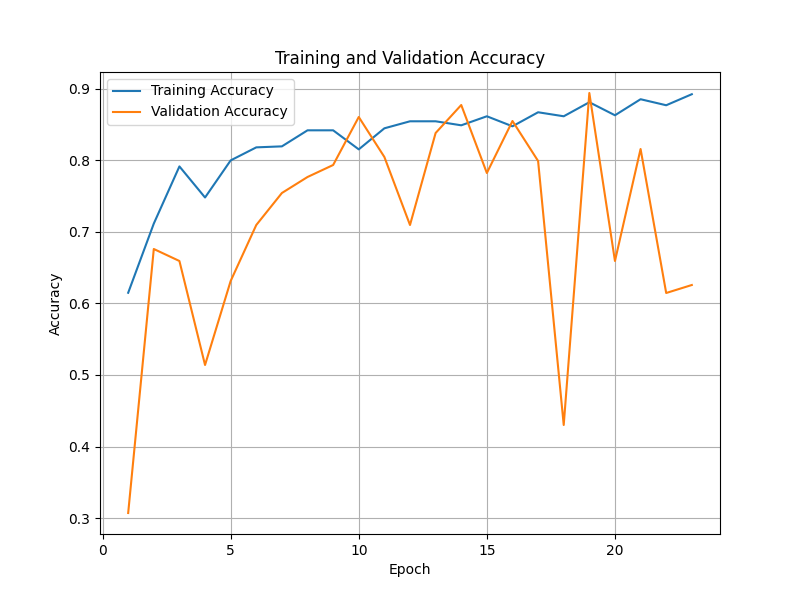 Training and Validation Accuracy
Training Accuracy
Validation Accuracy
0.9
0.8
0.7
0.6
0.5
0.4
0.3
Accuracy
0 5 10 15 20
Epoch